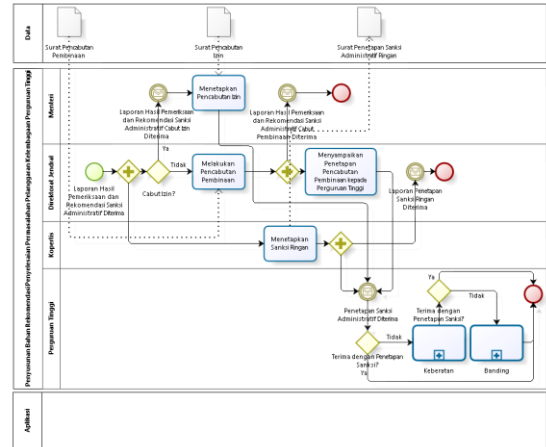 Data
Surat Pencabutan
Pembinaan
Surat Pencabutan
Izin
Surat Penetapan Sanksi
Administratif Ringan
Penyusunan Bahan Rekomendasi Penyelesaian Permasalahan Pelanggaran Kelembagaan Perguruan Tinggi
Menteri
Laporan Hasil Pemeriksaan
dan Rekomendasi Sanksi
Administratif Cabut Izin
Diterima
Menetapkan
Pencabutan Izin
Laporan Hasil Pemeriksaan
dan Rekomendasi Sanksi
Administratif Cabut
Pembinaan Diterima
Direktorat Jendral
Laporan Hasil
Pemeriksaan dan
Rekomendasi Sanksi
Administratif Diterima
Ya
Tidak
Cabut Izin?
Melakukan
Pencabutan
Pembinaan
Menyampaikan
Penetapan
Pencabutan
Pembinaan kepada
Perguruan Tinggi
Laporan Penetapan
Sanksi Ringan
Diterima
Kopertis
Menetapkan
Sanksi Ringan
Perguruan Tinggi
Penetapan Sanksi
Administratif Diterima
Terima dengan Penetapan
Sanksi?
Tidak
Ya
Keberatan
Terima dengan
Penetapan Sanksi?
Ya
Tidak
Banding
Aplikasi